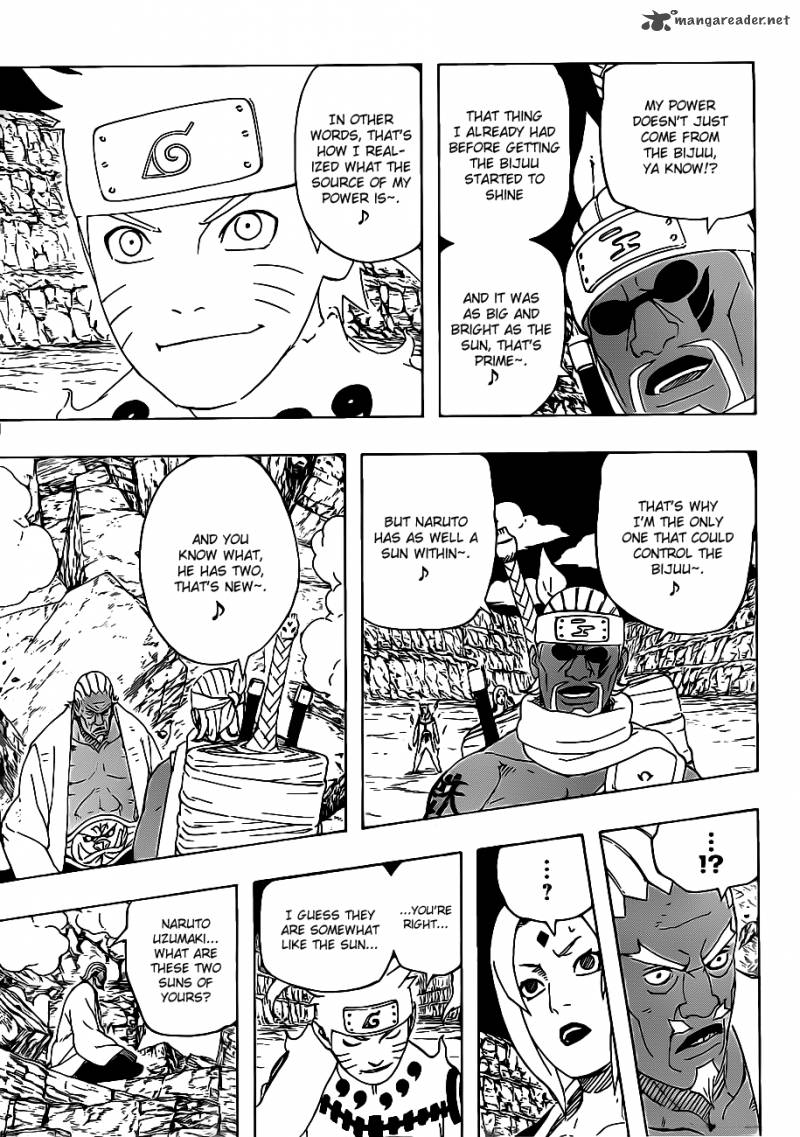 mangareader.net
MY POWER
DOESN'T JUST
COME FROM
THE BIJUU,
YA KNOW!?
THAT THING
I ALREADY HAD
BEFORE GETTING
THE BIJUU
STARTED TO
SHINE
AND IT WAS
AS BIG AND
BRIGHT AS THE
SUN, THAT'S
PRIME~.
♪
IN OTHER
WORDS, THAT'S
HOW I REAL-
IZED WHAT THE
SOURCE OF MY
POWER IS~.
♪
THAT'S WHY
I'M THE ONLY
ONE THAT COULD
CONTROL THE
BIJUU~.
♪
BUT NARUTO
HAS AS WELL A
SUN WITHIN~.
♪
鉄
AND YOU
KNOW WHAT,
HE HAS TWO,
THAT'S NEW~.
♪
...
!?
...
?
...YOU'RE
RIGHT...
I GUESS THEY
ARE SOMEWHAT
LIKE THE SUN...
NARUTO
UZUMAKI...
WHAT ARE
THESE TWO
SUNS OF
YOURS?